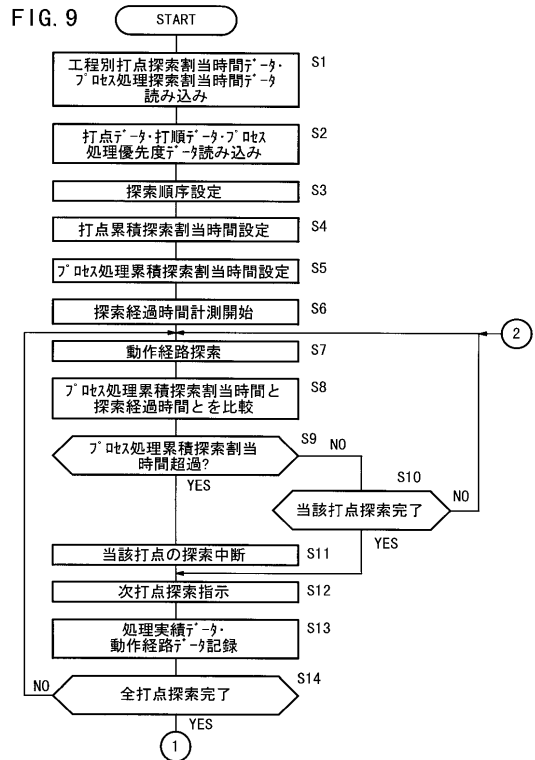 FIG. 9
START
工程別打点探索割当時間データ・
プロセス処理探索割当時間データ
読み込み
S1
打点データ・打順データ・プロセス
処理優先度データ読み込み
S2
探索順序設定
S3
打点累積探索割当時間設定
S4
プロセス処理累積探索割当時間設定
S5
探索経過時間計測開始
S6
2
動作経路探索
S7
プロセス処理累積探索割当時間と
探索経過時間とを比較
S8
プロセス処理累積探索割当
時間超過?
S9
NO
YES
S10
当該打点探索完了
NO
YES
当該打点の探索中断
S11
次打点探索指示
S12
処理実績データ・
動作経路データ記録
S13
NO
全打点探索完了
S14
YES
1